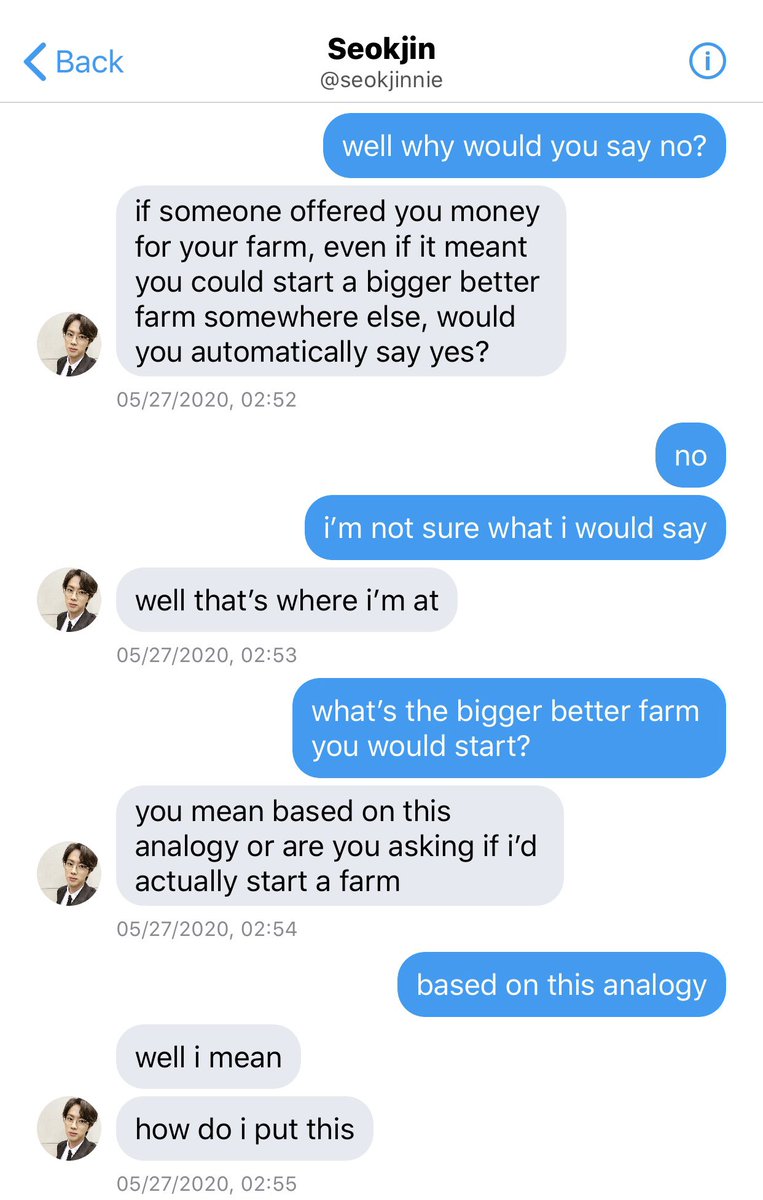 Back
Seokjin
@seokjinnie
well why would you say no?
if someone offered you money
for your farm, even if it meant
you could start a bigger better
farm somewhere else, would
you automatically say yes?
05/27/2020, 02:52
no
i’m not sure what i would say
well that’s where i’m at
05/27/2020, 02:53
what’s the bigger better farm
you would start?
you mean based on this
analogy or are you asking if i’d
actually start a farm
05/27/2020, 02:54
based on this analogy
well i mean
how do i put this
05/27/2020, 02:55